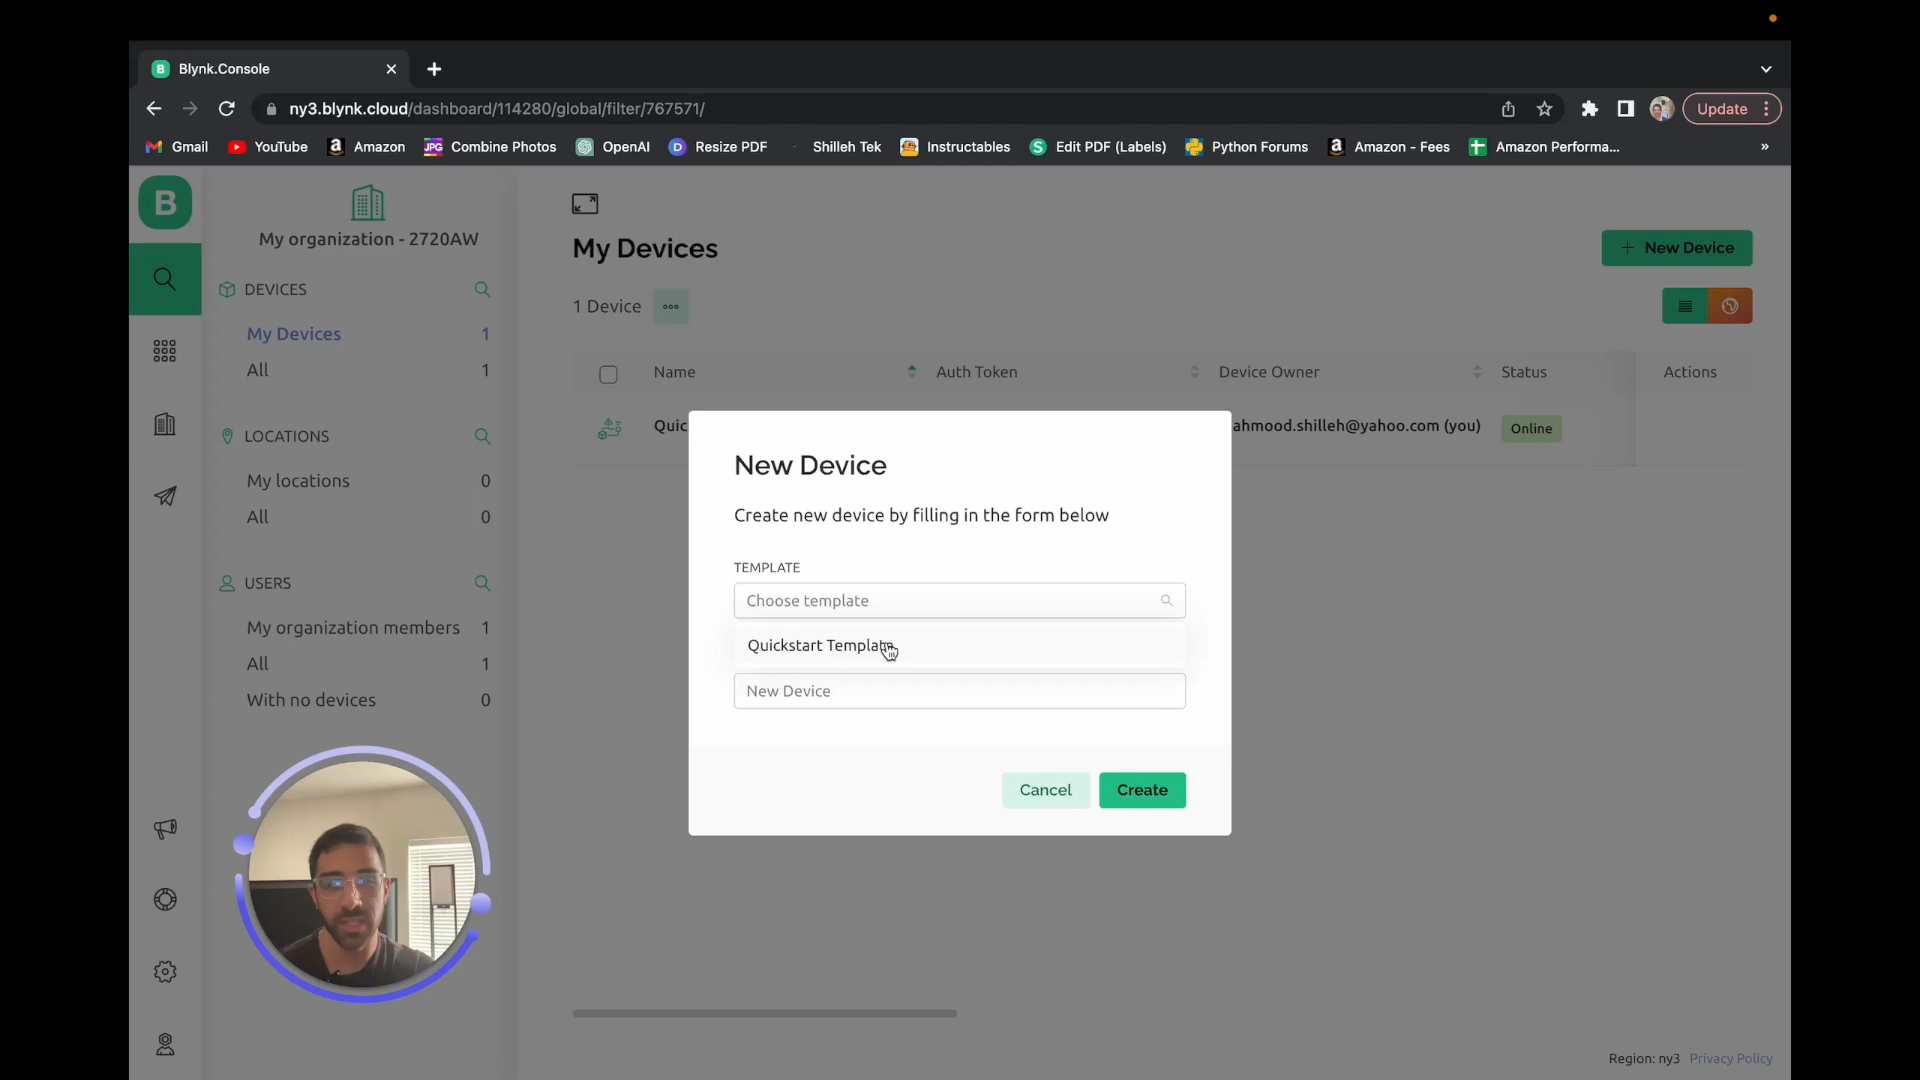 Blynk.Console
ny3.blynk.cloud/dashboard/114280/global/filter/767571/
Update
Gmail
YouTube
Amazon
JPG Combine Photos
OpenAI
D Resize PDF
Shilleh Tek
Instructables
S Edit PDF (Labels)
Python Forums
Amazon - Fees
Amazon Performa...
»
B
My organization - 2720AW
DEVICES
My Devices 1
All 1
LOCATIONS
My locations 0
All 0
USERS
My organization members 1
All 1
With no devices 0
My Devices
+ New Device
1 Device
Name
Auth Token
Device Owner
Status
Actions
Quic
ahmood.shilleh@yahoo.com (you)
Online
New Device
Create new device by filling in the form below
TEMPLATE
Choose template
Quickstart Template
New Device
Cancel
Create
Region: ny3 Privacy Policy